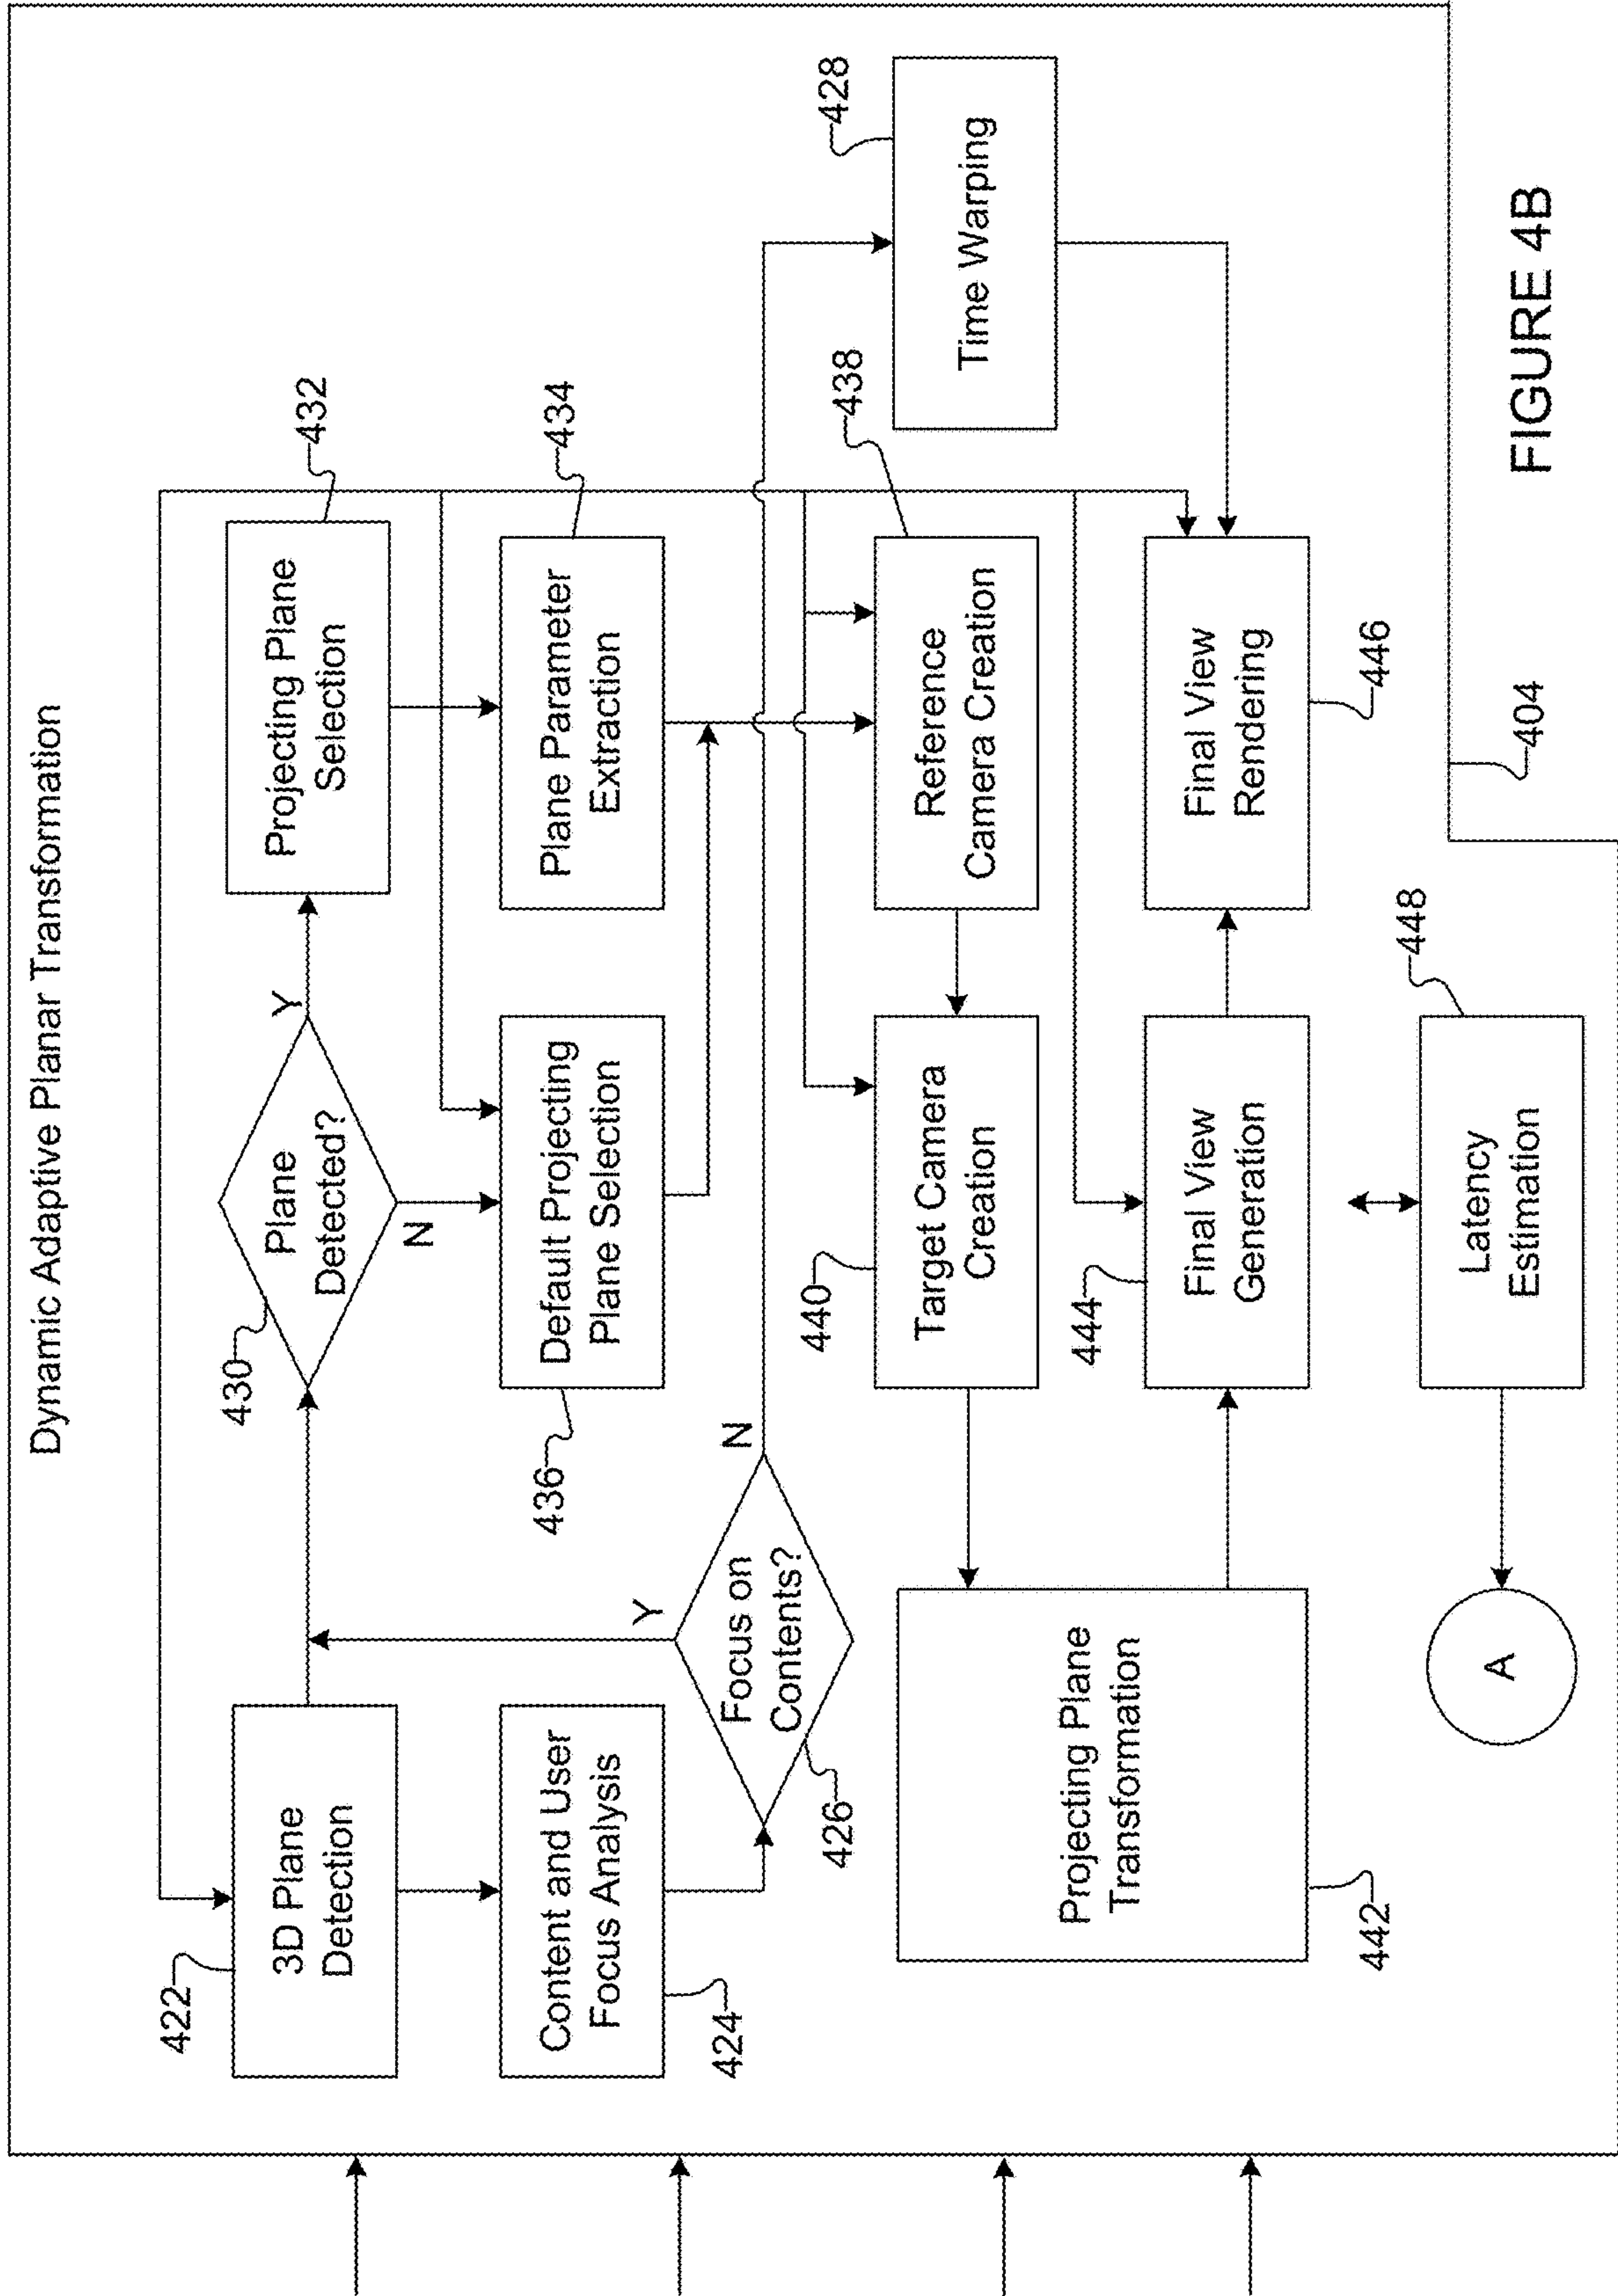 Dynamic Adaptive Planar Transformation
422
3D Plane
Detection
430
Plane
Detected?
Y
N
Projecting Plane
Selection
432
424
Content and User
Focus Analysis
436
Default Projecting
Plane Selection
Plane Parameter
Extraction
434
426
Focus on
Contents?
Y
N
440
Target Camera
Creation
Reference
Camera Creation
438
Time Warping
428
442
Projecting Plane
Transformation
444
Final View
Generation
Final View
Rendering
446
A
Latency
Estimation
448
404
FIGURE 4B